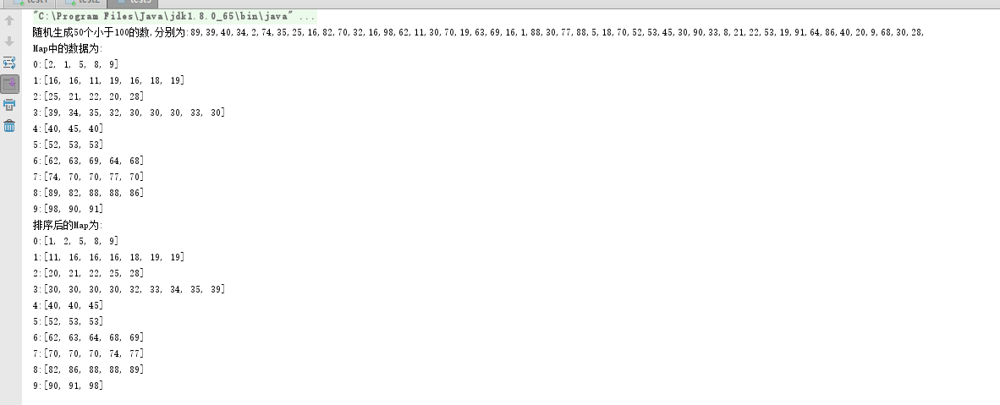 test1 test2 test3
"C:\Program Files\Java\jdk1.8.0_65\bin\java" ...
随机生成50个小于100的数,分别为:89,39,40,34,2,74,35,25,16,82,70,32,16,98,62,11,30,70,19,63,69,16,1,88,30,77,88,5,18,70,52,53,45,30,90,33,8,21,22,53,19,91,64,86,40,20,9,68,30,28,
Map中的数据为:
0:[2, 1, 5, 8, 9]
1:[16, 16, 11, 19, 16, 18, 19]
2:[25, 21, 22, 20, 28]
3:[39, 34, 35, 32, 30, 30, 30, 33, 30]
4:[40, 45, 40]
5:[52, 53, 53]
6:[62, 63, 69, 64, 68]
7:[74, 70, 70, 77, 70]
8:[89, 82, 88, 88, 86]
9:[98, 90, 91]
排序后的Map为:
0:[1, 2, 5, 8, 9]
1:[11, 16, 16, 16, 18, 19, 19]
2:[20, 21, 22, 25, 28]
3:[30, 30, 30, 30, 32, 33, 34, 35, 39]
4:[40, 40, 45]
5:[52, 53, 53]
6:[62, 63, 64, 68, 69]
7:[70, 70, 70, 74, 77]
8:[82, 86, 88, 88, 89]
9:[90, 91, 98]